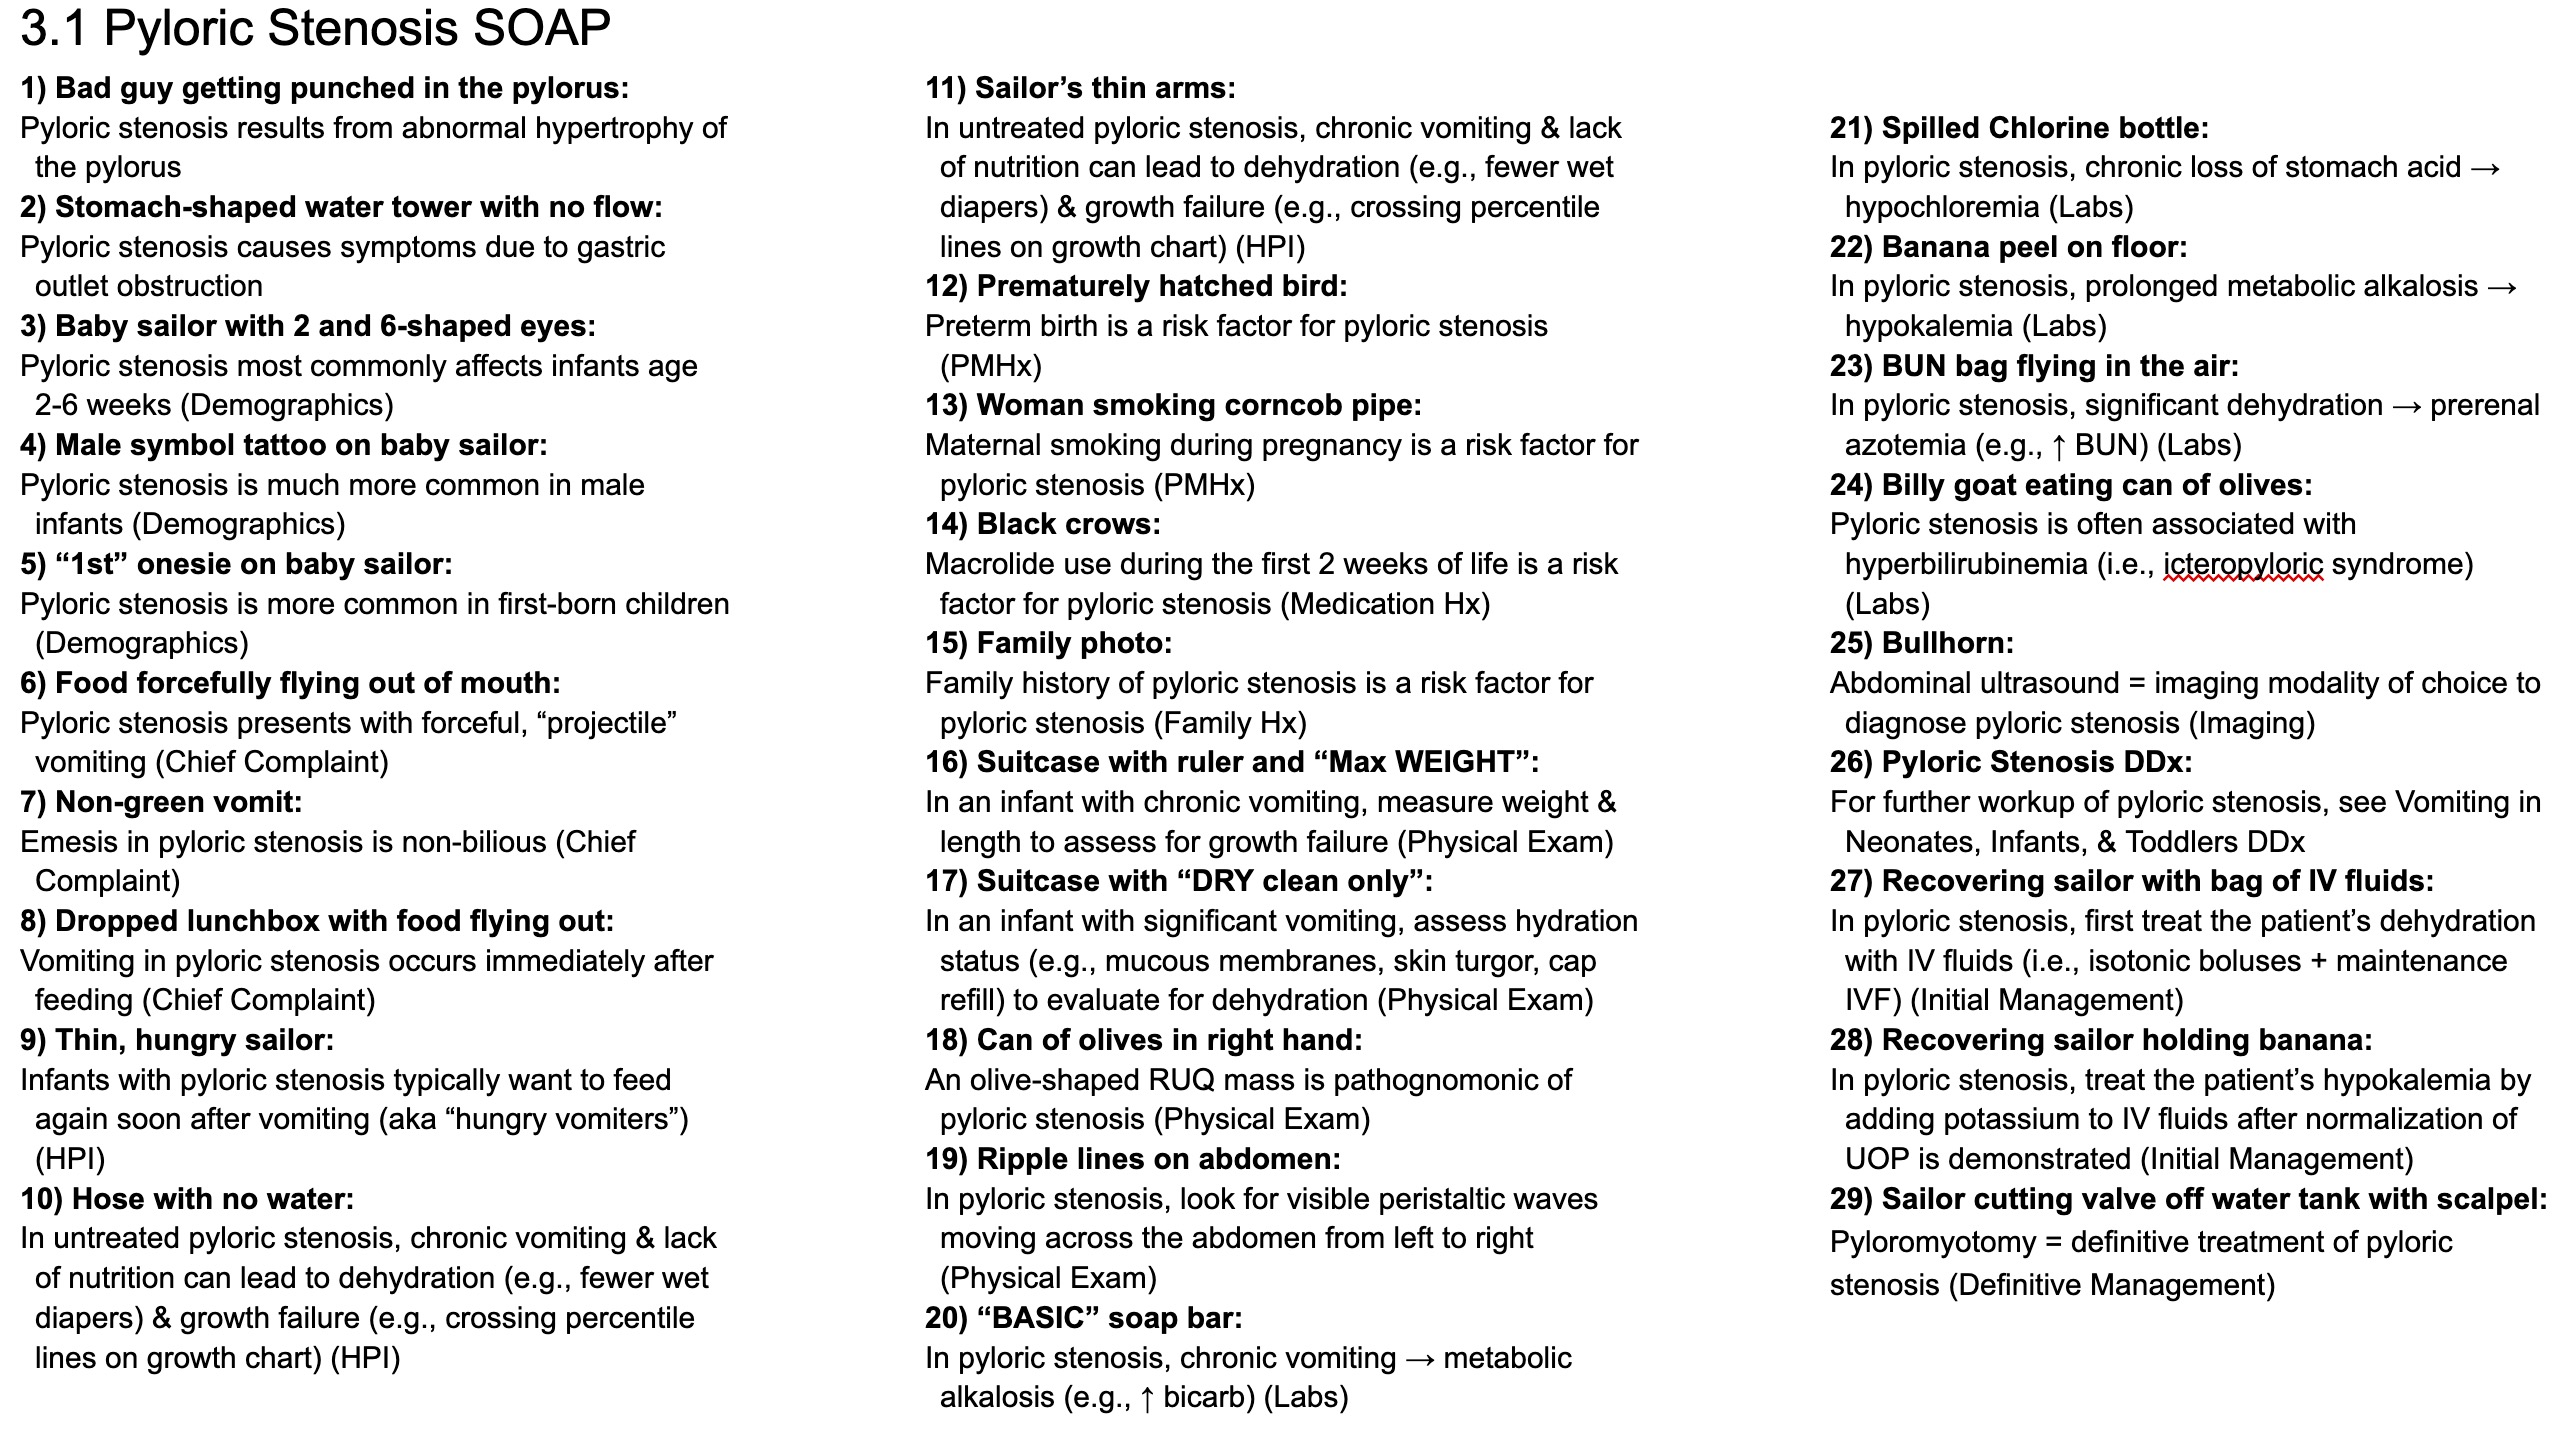 3.1 Pyloric Stenosis SOAP
1) Bad guy getting punched in the pylorus:
Pyloric stenosis results from abnormal hypertrophy of
the pylorus
2) Stomach-shaped water tower with no flow:
Pyloric stenosis causes symptoms due to gastric
outlet obstruction
3) Baby sailor with 2 and 6-shaped eyes:
Pyloric stenosis most commonly affects infants age
2-6 weeks (Demographics)
4) Male symbol tattoo on baby sailor:
Pyloric stenosis is much more common in male
infants (Demographics)
5) “1st” onesie on baby sailor:
Pyloric stenosis is more common in first-born children
(Demographics)
6) Food forcefully flying out of mouth:
Pyloric stenosis presents with forceful, “projectile”
vomiting (Chief Complaint)
7) Non-green vomit:
Emesis in pyloric stenosis is non-bilious (Chief
Complaint)
8) Dropped lunchbox with food flying out:
Vomiting in pyloric stenosis occurs immediately after
feeding (Chief Complaint)
9) Thin, hungry sailor:
Infants with pyloric stenosis typically want to feed
again soon after vomiting (aka “hungry vomiters”)
(HPI)
10) Hose with no water:
In untreated pyloric stenosis, chronic vomiting & lack
of nutrition can lead to dehydration (e.g., fewer wet
diapers) & growth failure (e.g., crossing percentile
lines on growth chart) (HPI)
11) Sailor’s thin arms:
In untreated pyloric stenosis, chronic vomiting & lack
of nutrition can lead to dehydration (e.g., fewer wet
diapers) & growth failure (e.g., crossing percentile
lines on growth chart) (HPI)
12) Prematurely hatched bird:
Preterm birth is a risk factor for pyloric stenosis
(PMHx)
13) Woman smoking corncob pipe:
Maternal smoking during pregnancy is a risk factor for
pyloric stenosis (PMHx)
14) Black crows:
Macrolide use during the first 2 weeks of life is a risk
factor for pyloric stenosis (Medication Hx)
15) Family photo:
Family history of pyloric stenosis is a risk factor for
pyloric stenosis (Family Hx)
16) Suitcase with ruler and “Max WEIGHT”:
In an infant with chronic vomiting, measure weight &
length to assess for growth failure (Physical Exam)
17) Suitcase with “DRY clean only”:
In an infant with significant vomiting, assess hydration
status (e.g., mucous membranes, skin turgor, cap
refill) to evaluate for dehydration (Physical Exam)
18) Can of olives in right hand:
An olive-shaped RUQ mass is pathognomonic of
pyloric stenosis (Physical Exam)
19) Ripple lines on abdomen:
In pyloric stenosis, look for visible peristaltic waves
moving across the abdomen from left to right
(Physical Exam)
20) “BASIC” soap bar:
In pyloric stenosis, chronic vomiting → metabolic
alkalosis (e.g., ↑ bicarb) (Labs)
21) Spilled Chlorine bottle:
In pyloric stenosis, chronic loss of stomach acid →
hypochloremia (Labs)
22) Banana peel on floor:
In pyloric stenosis, prolonged metabolic alkalosis →
hypokalemia (Labs)
23) BUN bag flying in the air:
In pyloric stenosis, significant dehydration → prerenal
azotemia (e.g., ↑ BUN) (Labs)
24) Billy goat eating can of olives:
Pyloric stenosis is often associated with
hyperbilirubinemia (i.e., icteropyloric syndrome)
(Labs)
25) Bullhorn:
Abdominal ultrasound = imaging modality of choice to
diagnose pyloric stenosis (Imaging)
26) Pyloric Stenosis DDx:
For further workup of pyloric stenosis, see Vomiting in
Neonates, Infants, & Toddlers DDx
27) Recovering sailor with bag of IV fluids:
In pyloric stenosis, first treat the patient’s dehydration
with IV fluids (i.e., isotonic boluses + maintenance
IVF) (Initial Management)
28) Recovering sailor holding banana:
In pyloric stenosis, treat the patient’s hypokalemia by
adding potassium to IV fluids after normalization of
UOP is demonstrated (Initial Management)
29) Sailor cutting valve off water tank with scalpel:
Pyloromyotomy = definitive treatment of pyloric
stenosis (Definitive Management)